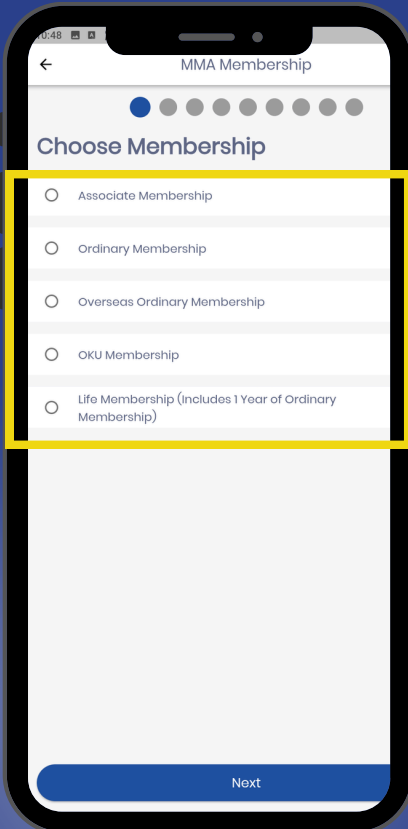 10:48
MMA Membership
Choose Membership
Associate Membership
Ordinary Membership
Overseas Ordinary Membership
OKU Membership
Life Membership (Includes 1 Year of Ordinary
Membership)
Next